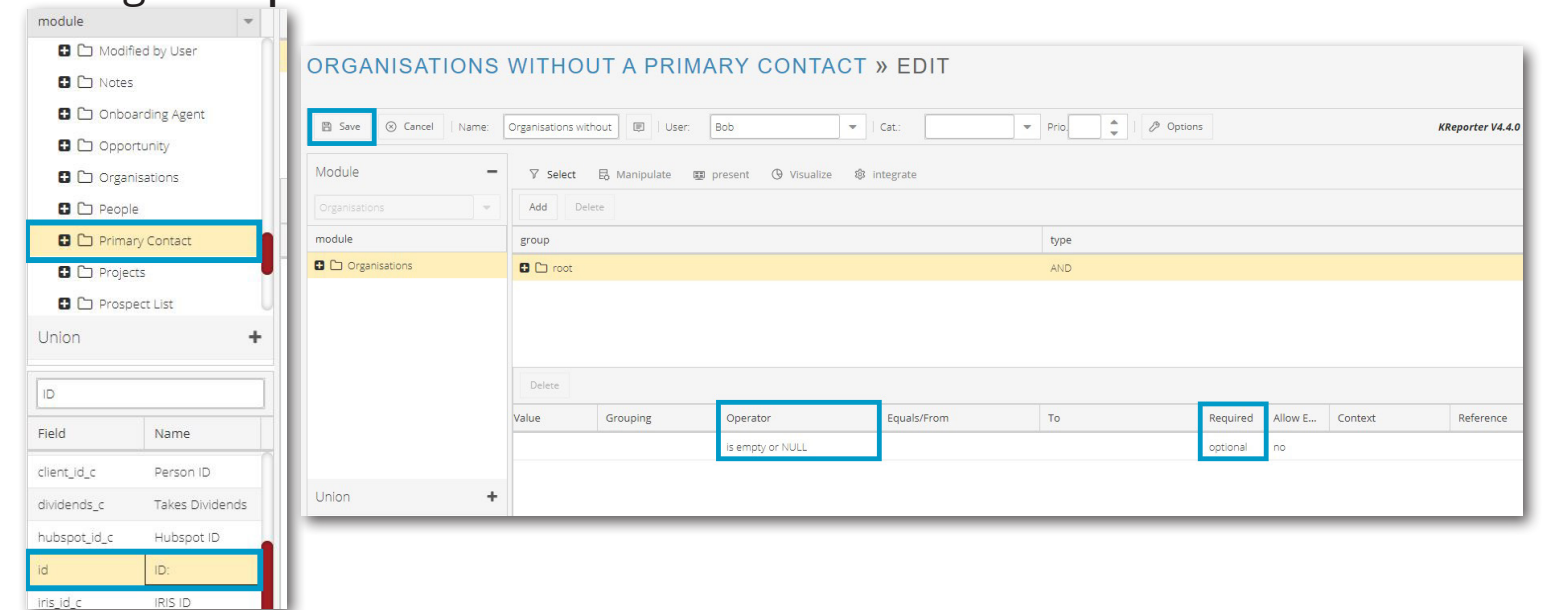 module
Modified by User
Notes
Onboarding Agent
Opportunity
Organisations
People
Primary Contact
Projects
Prospect List
Union
ID
Field Name
client_id_c Person ID
dividends_c Takes Dividends
hubspot_id_c Hubspot ID
id ID:
iris_id_c IRIS ID
ORGANISATIONS WITHOUT A PRIMARY CONTACT » EDIT
Save Cancel Name: Organisations without User: Bob Cat.: Prio. Options KReporter V4.4.0
Module
Select Manipulate present Visualize integrate
Organisations
Add Delete
module
group type
Organisations
root AND
Delete
Value Grouping Operator Equals/From To Required Allow E... Context Reference
is empty or NULL optional no
Union